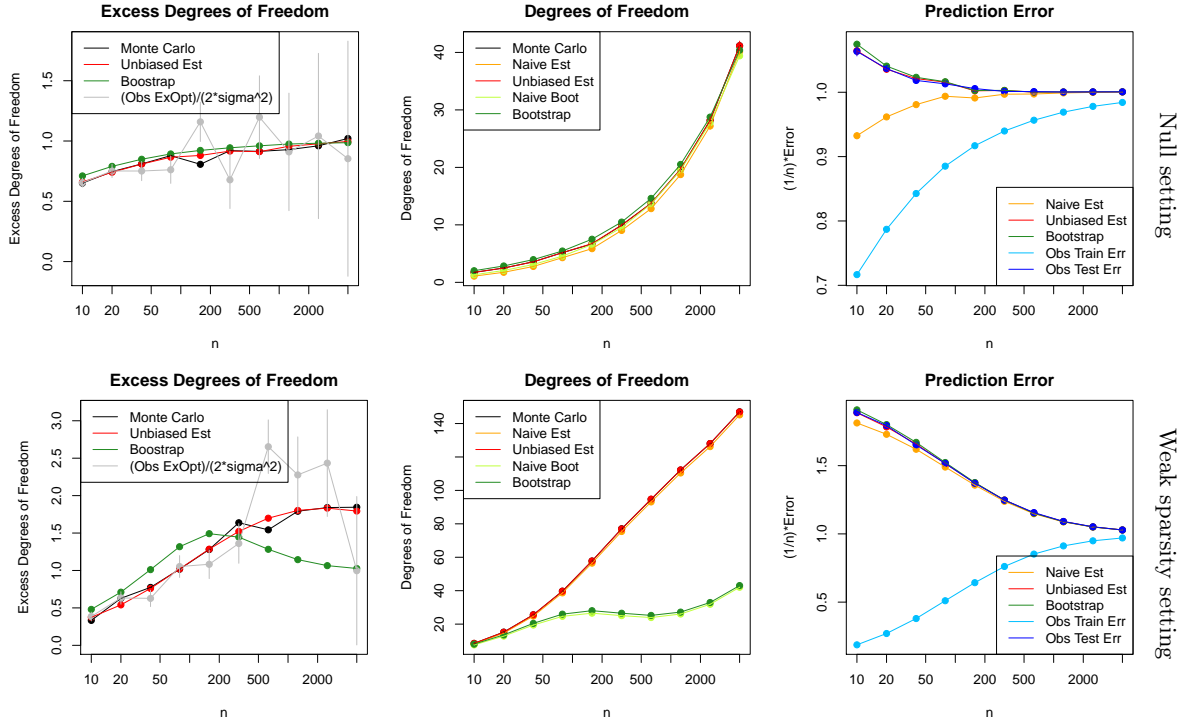 Excess Degrees of Freedom
Excess Degrees of Freedom
0.0 0.5 1.0 1.5
Monte Carlo
Unbiased Est
Boostrap
(Obs ExOpt)/(2*sigma^2)
10 20 50 200 500 2000
n
Degrees of Freedom
Degrees of Freedom
0 10 20 30 40
Monte Carlo
Naive Est
Unbiased Est
Naive Boot
Bootstrap
10 20 50 200 500 2000
n
Prediction Error
(1/n)*Error
0.7 0.8 0.9 1.0
Naive Est
Unbiased Est
Bootstrap
Obs Train Err
Obs Test Err
10 20 50 200 500 2000
n
Null setting
Excess Degrees of Freedom
Excess Degrees of Freedom
0.0 0.5 1.0 1.5 2.0 2.5 3.0
Monte Carlo
Unbiased Est
Boostrap
(Obs ExOpt)/(2*sigma^2)
10 20 50 200 500 2000
n
Degrees of Freedom
Degrees of Freedom
20 40 60 80 100 140
Monte Carlo
Naive Est
Unbiased Est
Naive Boot
Bootstrap
10 20 50 200 500 2000
n
Prediction Error
(1/n)*Error
0.5 1.0 1.5
Naive Est
Unbiased Est
Bootstrap
Obs Train Err
Obs Test Err
10 20 50 200 500 2000
n
Weak sparsity setting